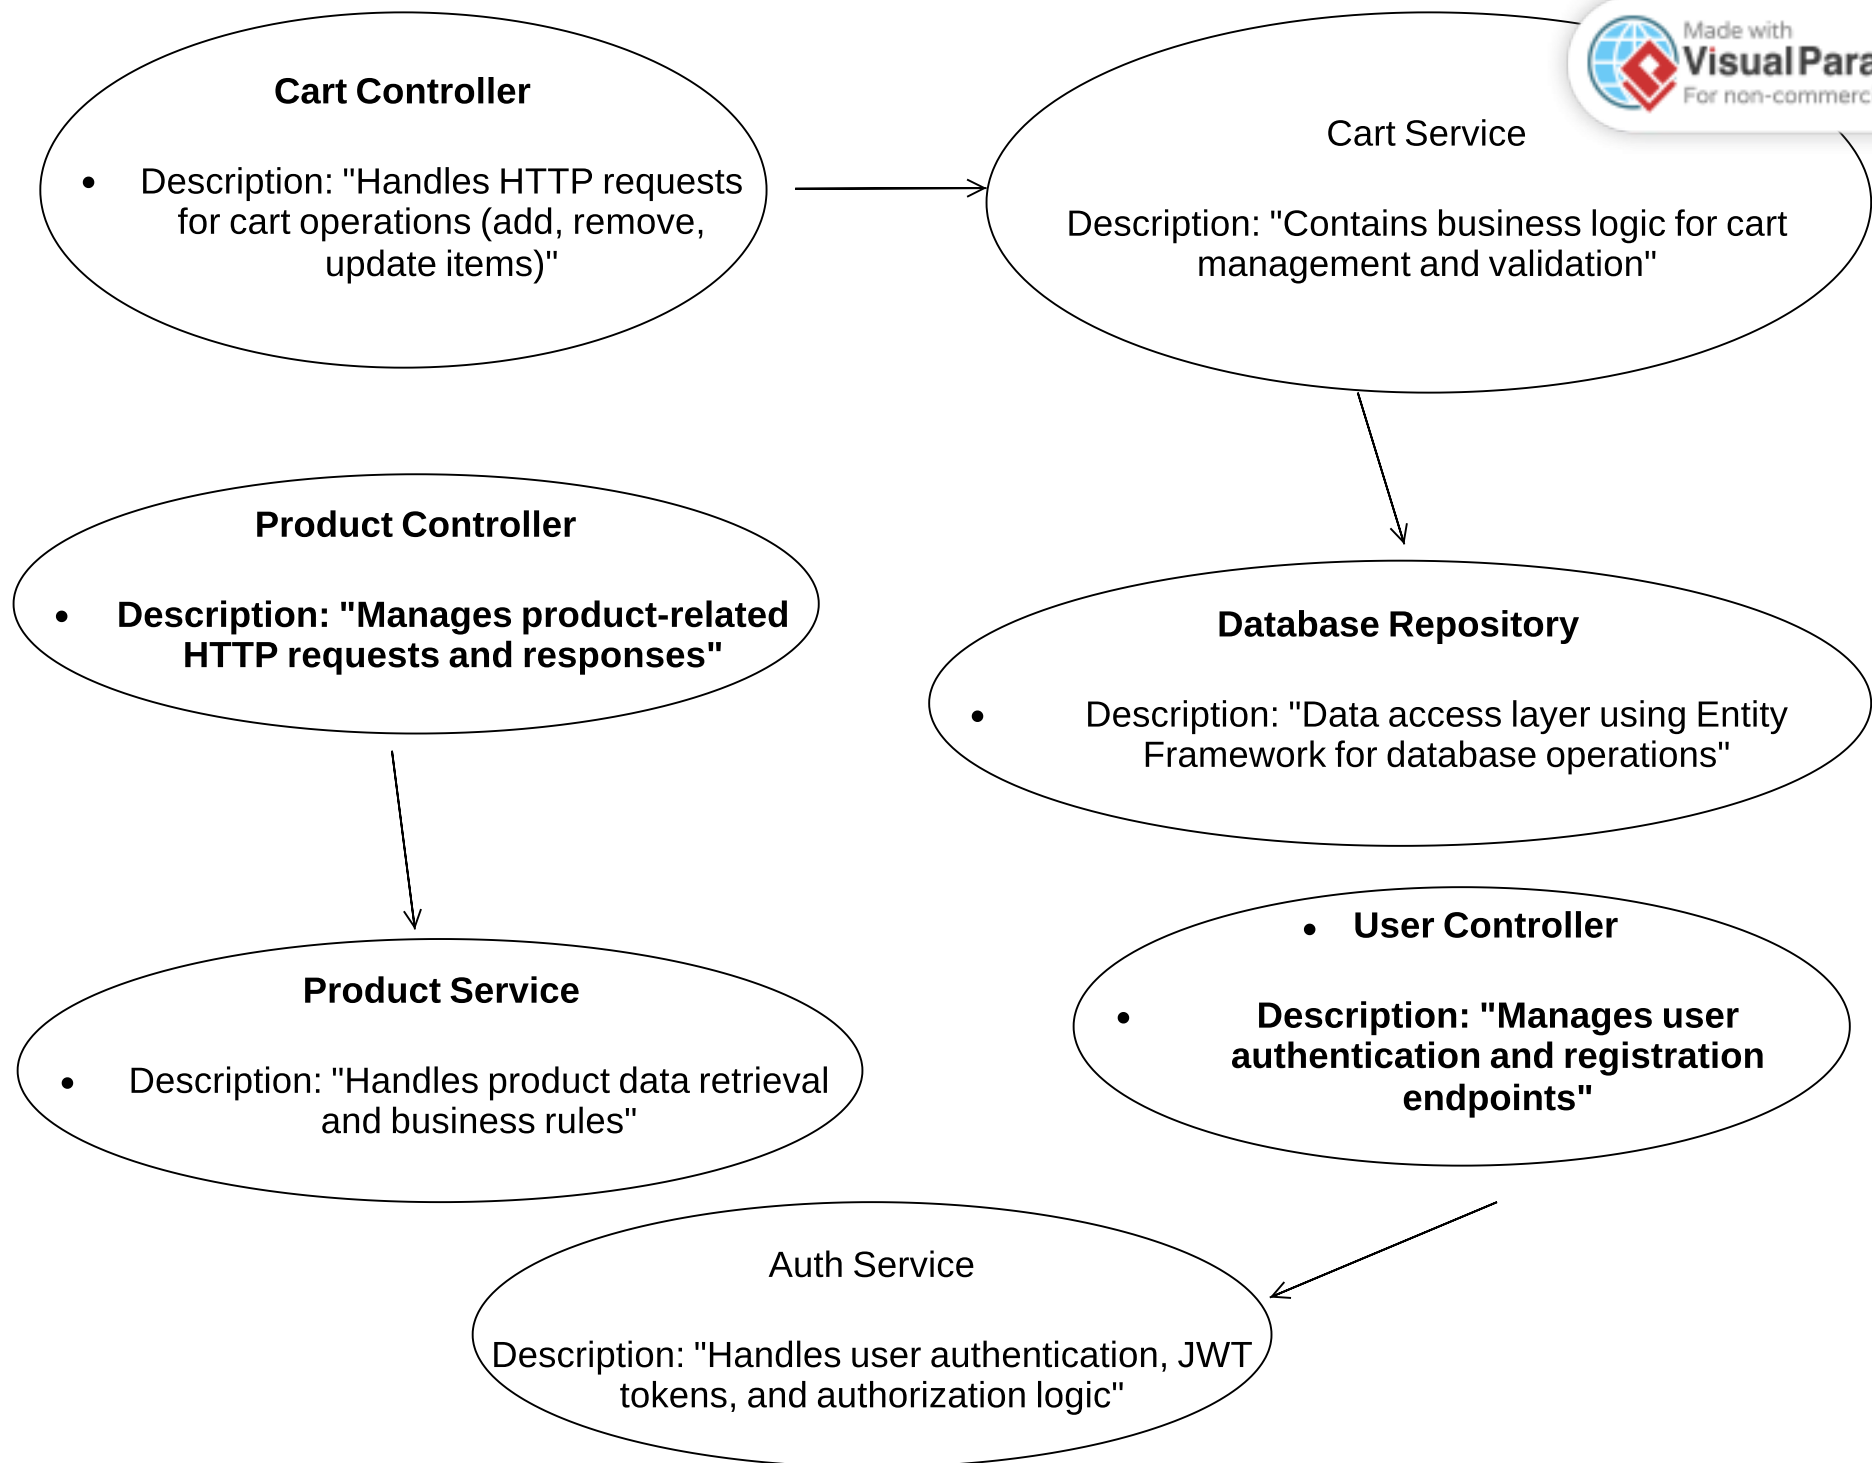 Cart Controller
• Description: "Handles HTTP requests
for cart operations (add, remove,
update items)"
Made with
Visual Para
For non-commerc
Cart Service
Description: "Contains business logic for cart
management and validation"
Product Controller
• Description: "Manages product-related
HTTP requests and responses"
Database Repository
• Description: "Data access layer using Entity
Framework for database operations"
Product Service
• Description: "Handles product data retrieval
and business rules"
• User Controller
• Description: "Manages user
authentication and registration
endpoints"
Auth Service
Description: "Handles user authentication, JWT
tokens, and authorization logic"